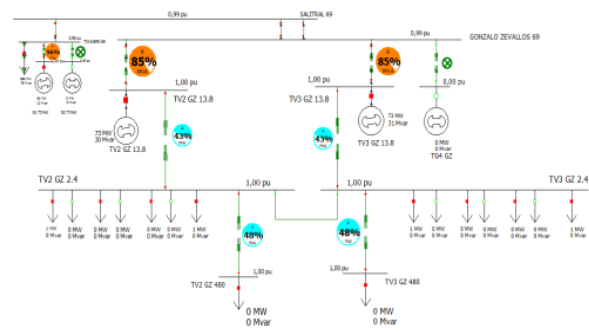 0,99 pu
SALITRAL 69
0,99 pu
GONZALO ZEVALLOS 69
85%
Mva
85%
Mva
0,00 pu
1,00 pu
1,00 pu
TV2 GZ 13.8
TV3 GZ 13.8
73 MW
30 Mvar
TV2 GZ 13.8
73 MW
31 Mvar
TV3 GZ 13.8
0 MW
0 Mvar
TG4 GZ
43%
43%
TV2 GZ 2.4
1,00 pu
1,00 pu
TV3 GZ 2.4
1 MW
0 Mvar
0 MW
0 Mvar
0 MW
0 Mvar
0 MW
0 Mvar
0 MW
0 Mvar
1 MW
0 Mvar
0 MW
0 Mvar
0 MW
0 Mvar
0 MW
0 Mvar
1 MW
0 Mvar
48%
48%
1,00 pu
TV2 GZ 480
1,00 pu
TV3 GZ 480
0 MW
0 Mvar
0 MW
0 Mvar